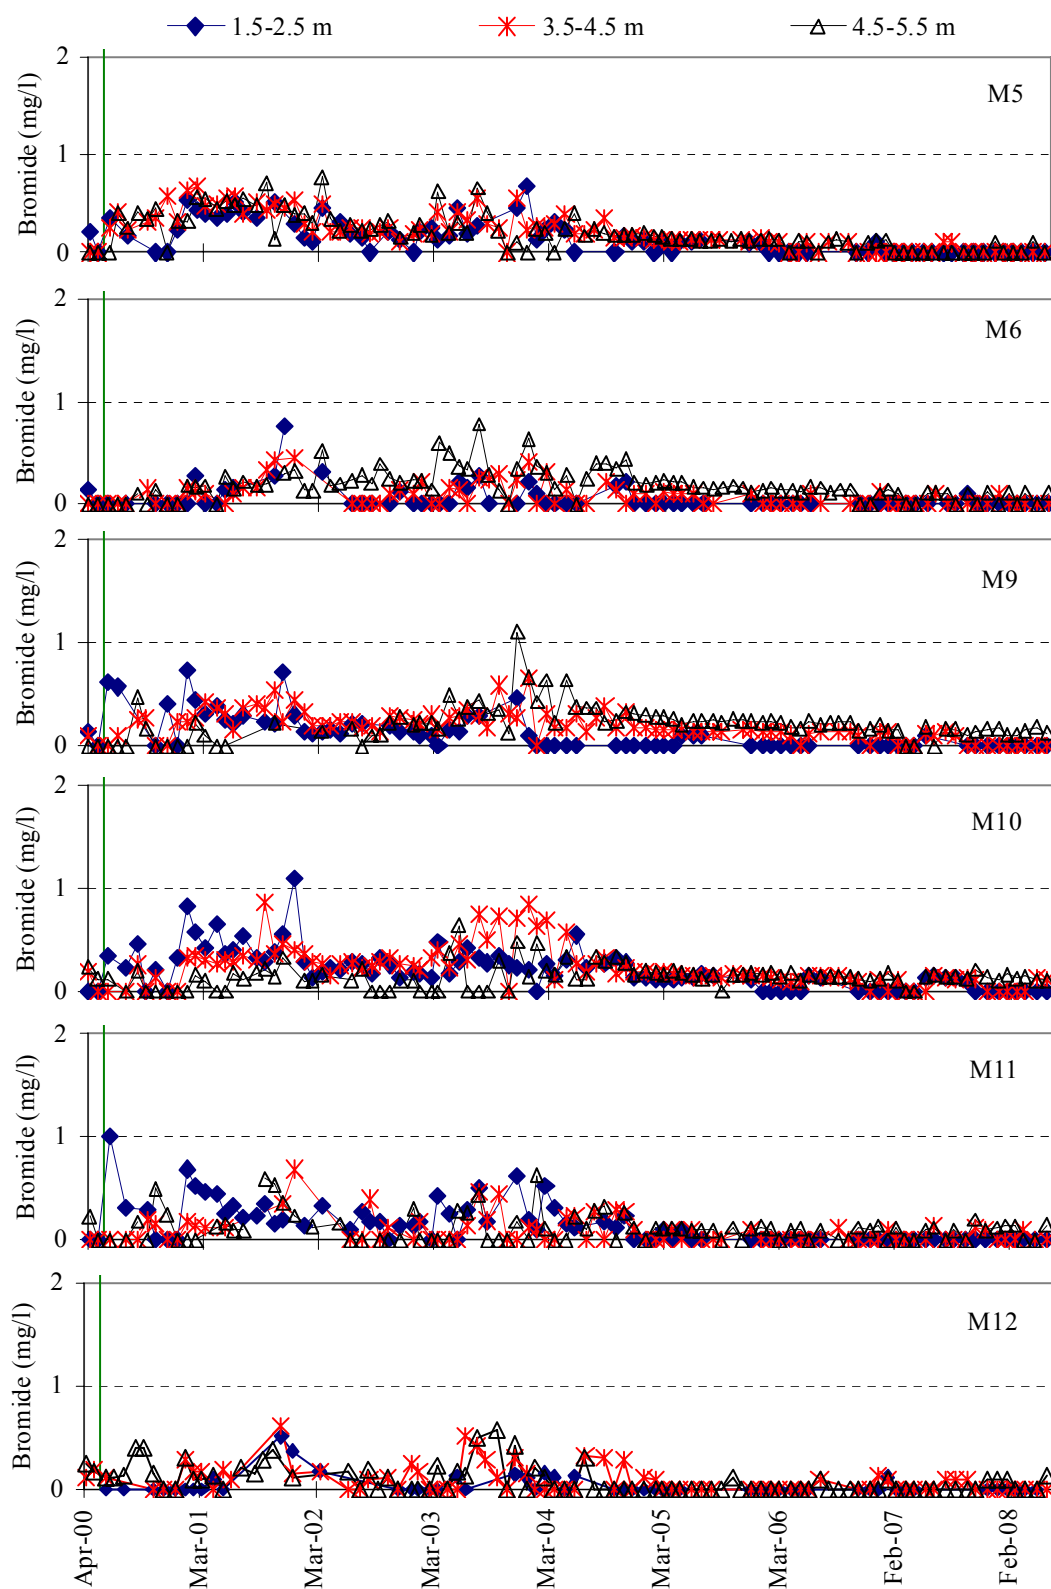 1.5-2.5 m 3.5-4.5 m 4.5-5.5 m
2
M5
Bromide (mg/l)
1
0
2
M6
Bromide (mg/l)
1
0
2
M9
Bromide (mg/l)
1
0
2
M10
Bromide (mg/l)
1
0
2
M11
Bromide (mg/l)
1
0
2
M12
Bromide (mg/l)
1
0
Apr-00 Mar-01 Mar-02 Mar-03 Mar-04 Mar-05 Mar-06 Feb-07 Feb-08